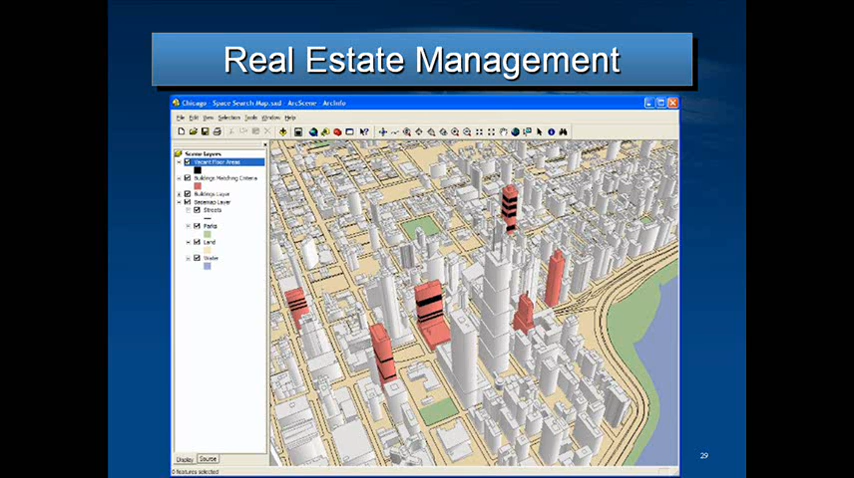 Real Estate Management
Chicago - Space Search Map.sxd - ArcScene - ArcInfo
File Edit View Selection Tools Window Help
Scene layers
Vacant Floor Areas
Buildings Matching Criteria
Buildings Layer
Basemap Layer
Streets
Parks
Land
Water
Display Source
0 features selected
29